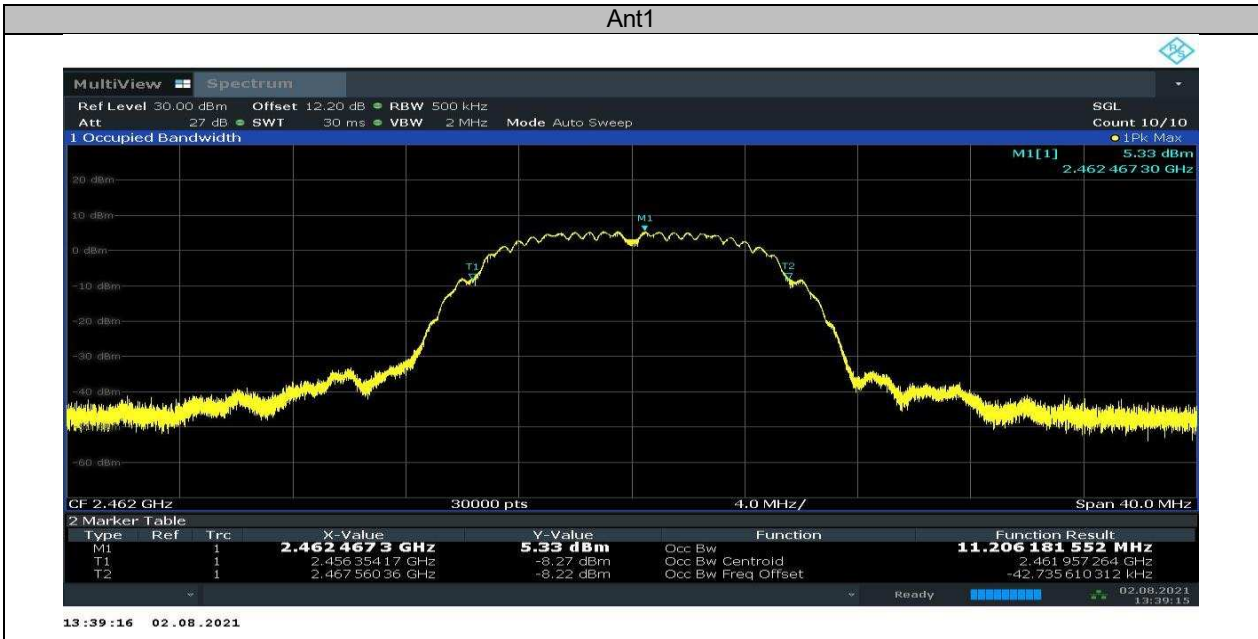 Ant1
R&S
MultiView Spectrum
Ref Level 30.00 dBm Offset 12.20 dB RBW 500 kHz SGL
Att 27 dB SWT 30 ms VBW 2 MHz Mode Auto Sweep Count 10/10
1 Occupied Bandwidth 1Pk Max
M1[1] 5.33 dBm
2.462 467 30 GHz
20 dBm
10 dBm
M1
0 dBm
T1 T2
-10 dBm
-20 dBm
-30 dBm
-40 dBm
-60 dBm
CF 2.462 GHz 30000 pts 4.0 MHz/ Span 40.0 MHz
2 Marker Table
Type Ref Trc X-Value Y-Value Function Function Result
M1 1 2.462 467 3 GHz 5.33 dBm Occ Bw 11.206 181 552 MHz
T1 1 2.456 354 17 GHz -8.27 dBm Occ Bw Centroid 2.461 957 264 GHz
T2 1 2.467 560 36 GHz -8.22 dBm Occ Bw Freq Offset -42.735 610 312 kHz
Ready 02.08.2021
13:39:15
13:39:16 02.08.2021